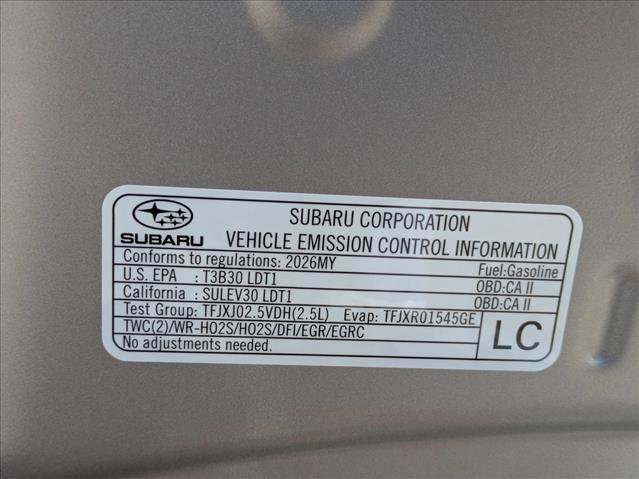 SUBARU
SUBARU CORPORATION
VEHICLE EMISSION CONTROL INFORMATION
Conforms to regulations: 2026MY Fuel:Gasoline
U.S. EPA : T3B30 LDT1 OBD:CA II
California : SULEV30 LDT1 OBD:CA II
Test Group: TFJXJ02.5VDH(2.5L) Evap: TFJXR01545GE
TWC(2)/WR-HO2S/HO2S/DFI/EGR/EGRC
No adjustments needed.
LC